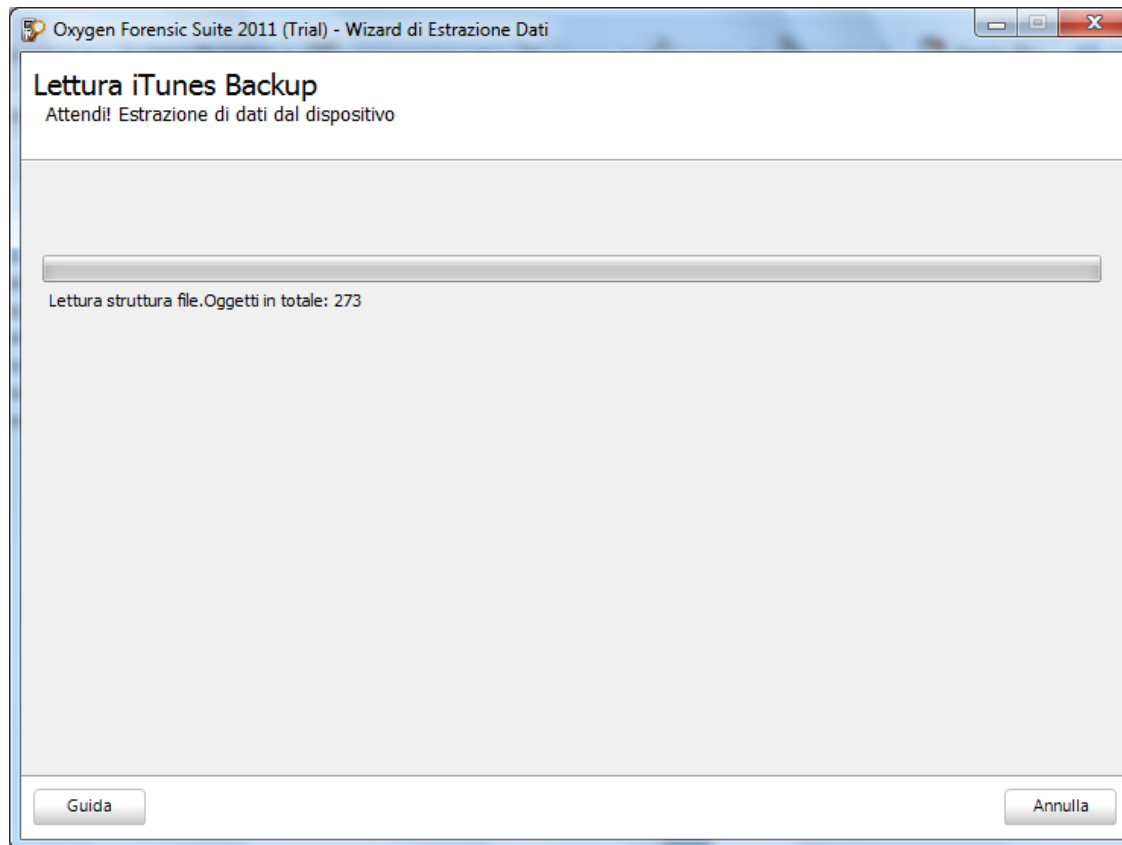 Oxygen Forensic Suite 2011 (Trial) - Wizard di Estrazione Dati
Lettura iTunes Backup
Attendi! Estrazione di dati dal dispositivo
Lettura struttura file.Oggetti in totale: 273
Guida
Annulla